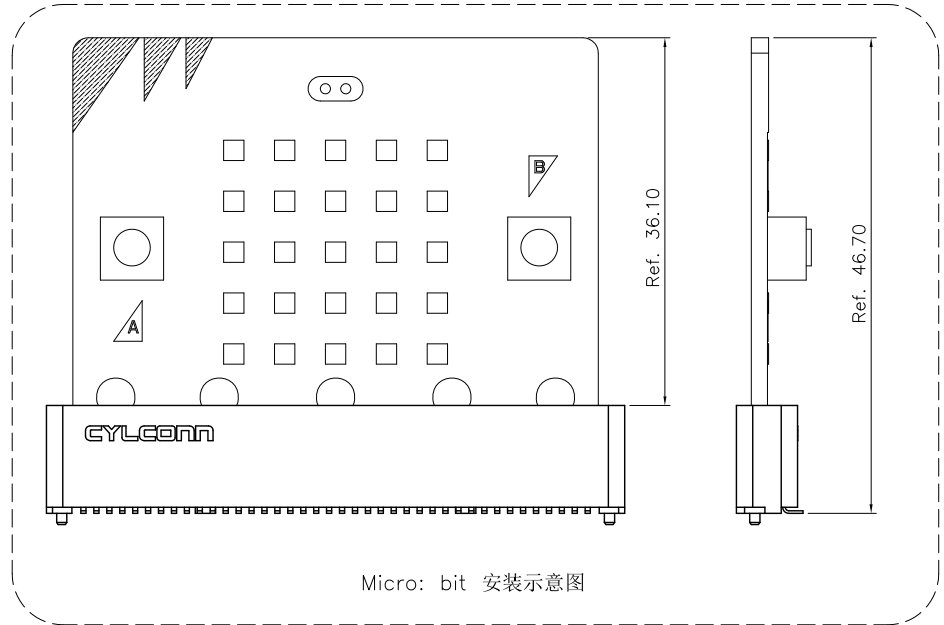 B
Ref. 36.10
Ref. 46.70
A
CYLCONN
Micro: bit 安装示意图